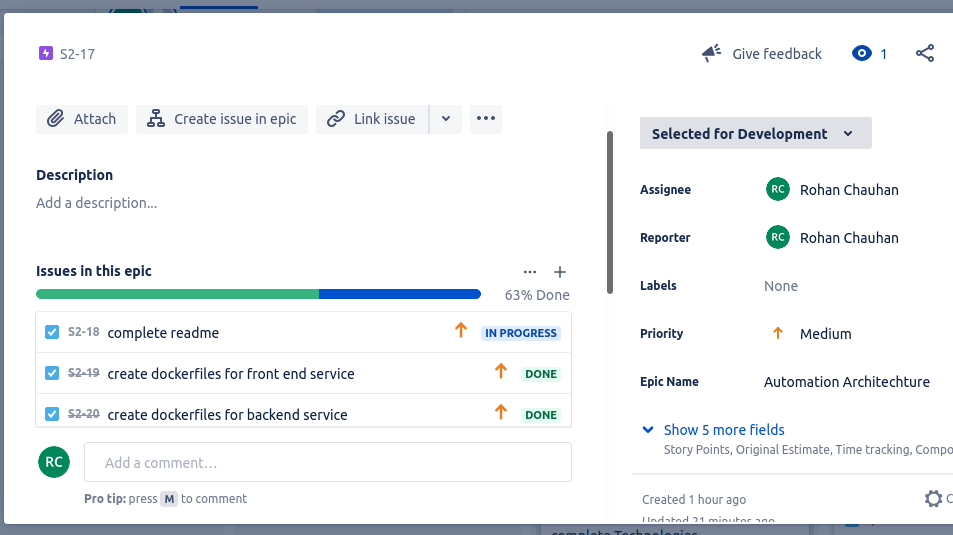 S2-17
Give feedback
1
Attach
Create issue in epic
Link issue
Selected for Development
Description
Add a description...
Assignee
RC
Rohan Chauhan
Reporter
RC
Rohan Chauhan
Labels
None
Priority
Medium
Epic Name
Automation Architechture
Issues in this epic
63% Done
S2-18 complete readme IN PROGRESS
S2-19 create dockerfiles for front end service DONE
S2-20 create dockerfiles for backend service DONE
RC
Add a comment…
Pro tip: press M to comment
Show 5 more fields
Story Points, Original Estimate, Time tracking, Compo
Created 1 hour ago
C
Updated 21 minutes ago
complete Technologies